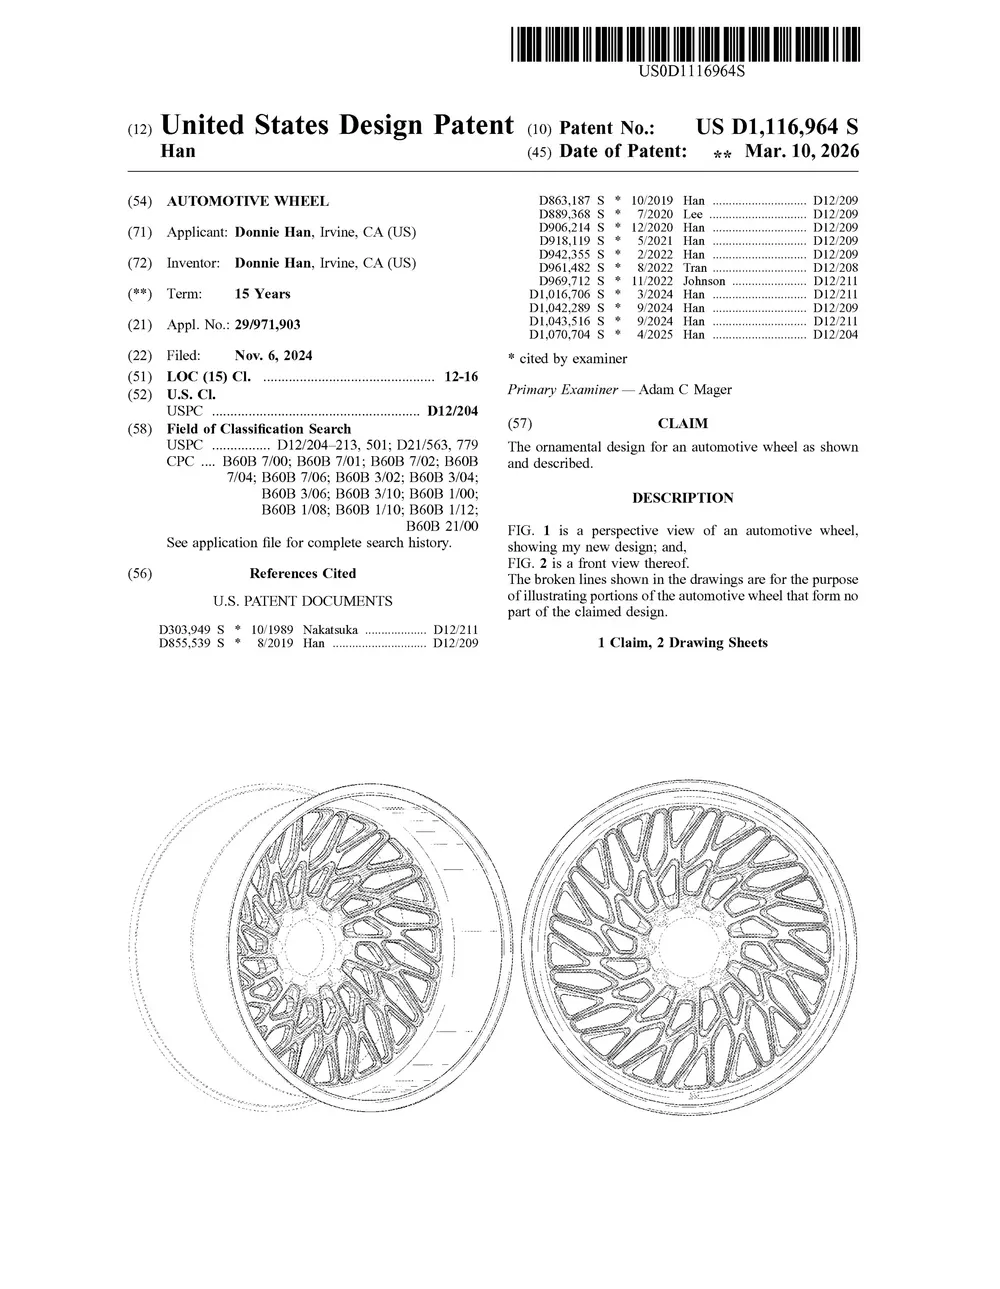 US0D1116964S
(12) United States Design Patent
Han
(10) Patent No.: US D1,116,964 S
(45) Date of Patent: ** Mar. 10, 2026
(54) AUTOMOTIVE WHEEL
(71) Applicant: Donnie Han, Irvine, CA (US)
(72) Inventor: Donnie Han, Irvine, CA (US)
(**) Term: 15 Years
(21) Appl. No.: 29/971,903
(22) Filed: Nov. 6, 2024
(51) LOC (15) Cl. .............................................. 12-16
(52) U.S. Cl.
USPC ........................................................ D12/204
(58) Field of Classification Search
USPC ............... D12/204–213, 501; D21/563, 779
CPC .... B60B 7/00; B60B 7/01; B60B 7/02; B60B
7/04; B60B 7/06; B60B 3/02; B60B 3/04;
B60B 3/06; B60B 3/10; B60B 1/00;
B60B 1/08; B60B 1/10; B60B 1/12;
B60B 21/00
See application file for complete search history.
(56) References Cited
U.S. PATENT DOCUMENTS
D303,949 S * 10/1989 Nakatsuka ................... D12/211
D855,539 S * 8/2019 Han ............................. D12/209
D863,187 S * 10/2019 Han ............................. D12/209
D889,368 S * 7/2020 Lee .............................. D12/209
D906,214 S * 12/2020 Han ............................. D12/209
D918,119 S * 5/2021 Han ............................. D12/209
D942,355 S * 2/2022 Han ............................. D12/209
D961,482 S * 8/2022 Tran ............................. D12/208
D969,712 S * 11/2022 Johnson ....................... D12/211
D1,016,706 S * 3/2024 Han ............................. D12/211
D1,042,289 S * 9/2024 Han ............................. D12/209
D1,043,516 S * 9/2024 Han ............................. D12/211
D1,070,704 S * 4/2025 Han ............................. D12/204
* cited by examiner
Primary Examiner — Adam C Mager
(57) CLAIM
The ornamental design for an automotive wheel as shown
and described.
DESCRIPTION
FIG. 1 is a perspective view of an automotive wheel,
showing my new design; and,
FIG. 2 is a front view thereof.
The broken lines shown in the drawings are for the purpose
of illustrating portions of the automotive wheel that form no
part of the claimed design.
1 Claim, 2 Drawing Sheets